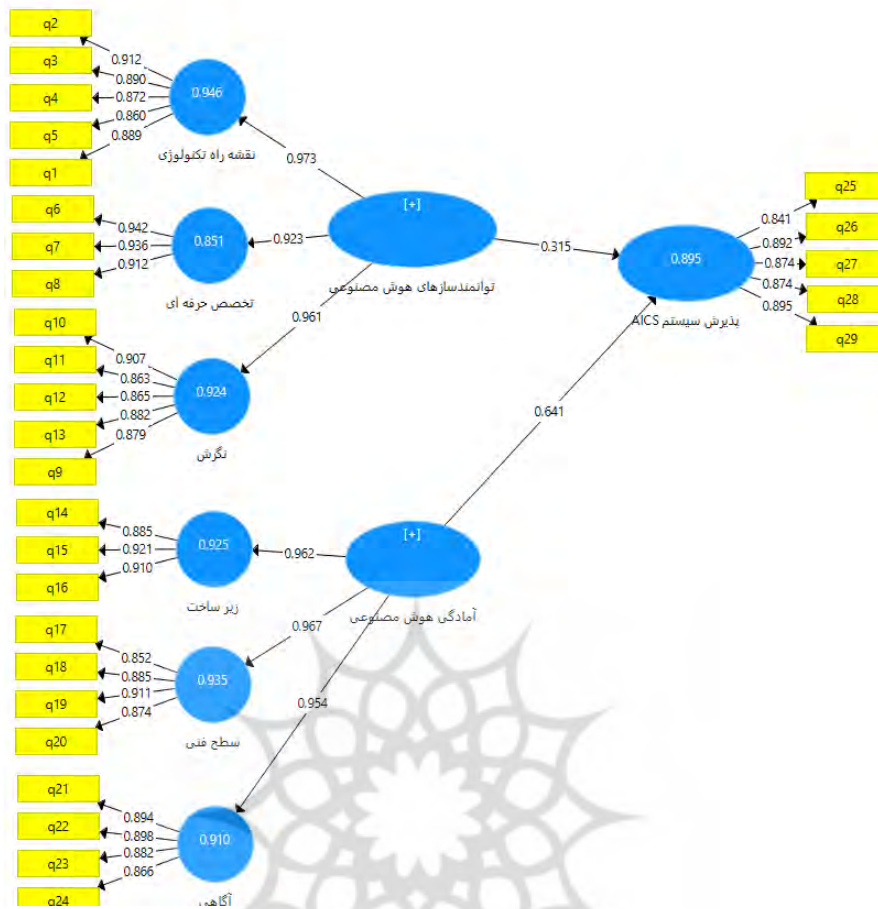 q2
q3
q4
q5
q1
0.912
0.890
0.872
0.860
0.889
0.946
نقشه راه تکنولوژی
0.973
q6
q7
q8
0.942
0.936
0.912
0.851
تخصص حرفه ای
0.923
q10
q11
q12
q13
q9
0.907
0.863
0.865
0.882
0.879
0.924
نگرش
0.961
[+]
توانمندسازهای هوش مصنوعی
0.315
q14
q15
q16
0.885
0.921
0.910
0.925
زیر ساخت
0.962
q17
q18
q19
q20
0.852
0.885
0.911
0.874
0.935
سطح فنی
0.967
q21
q22
q23
q24
0.894
0.898
0.882
0.866
0.910
آگاهی
0.954
[+]
آمادگی هوش مصنوعی
0.641
0.895
پذیرش سیستم AICS
0.841
0.892
0.874
0.874
0.895
q25
q26
q27
q28
q29